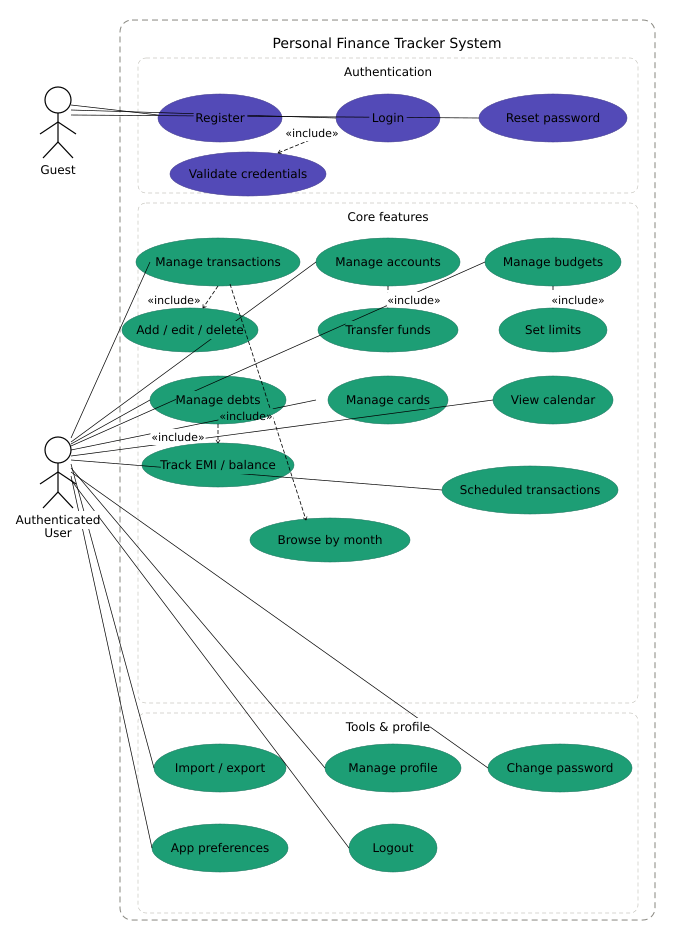 Personal Finance Tracker System
Authentication
Register
Login
Reset password
«include»
Validate credentials
Guest
Core features
Manage transactions
Manage accounts
Manage budgets
«include»
«include»
«include»
Add / edit / delete
Transfer funds
Set limits
Manage debts
Manage cards
View calendar
«include»
«include»
Track EMI / balance
Scheduled transactions
Authenticated
User
Browse by month
Tools & profile
Import / export
Manage profile
Change password
App preferences
Logout